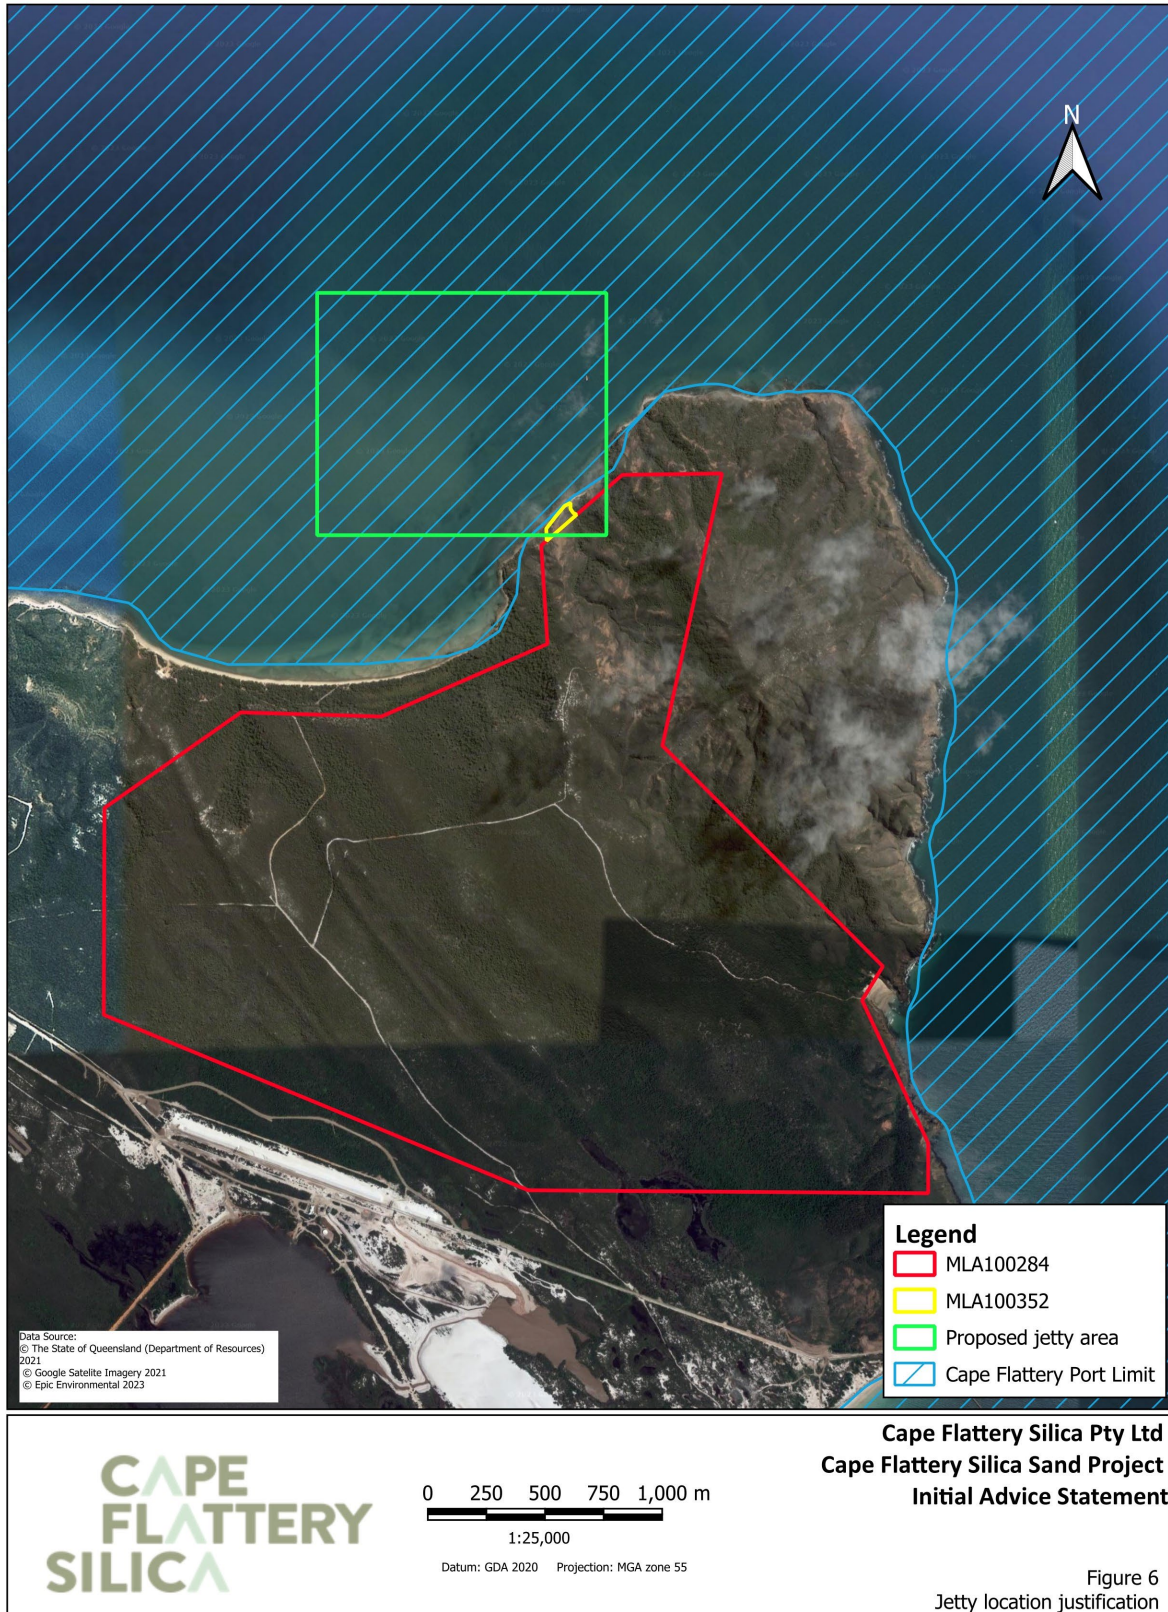 N
Legend
MLA100284
MLA100352
Proposed jetty area
Cape Flattery Port Limit
Data Source:
© The State of Queensland (Department of Resources)
2021
© Google Satelite Imagery 2021
© Epic Environmental 2023
CAPE
FLATTERY
SILICA
0 250 500 750 1,000 m
1:25,000
Datum: GDA 2020 Projection: MGA zone 55
Cape Flattery Silica Pty Ltd
Cape Flattery Silica Sand Project
Initial Advice Statement
Figure 6
Jetty location justification